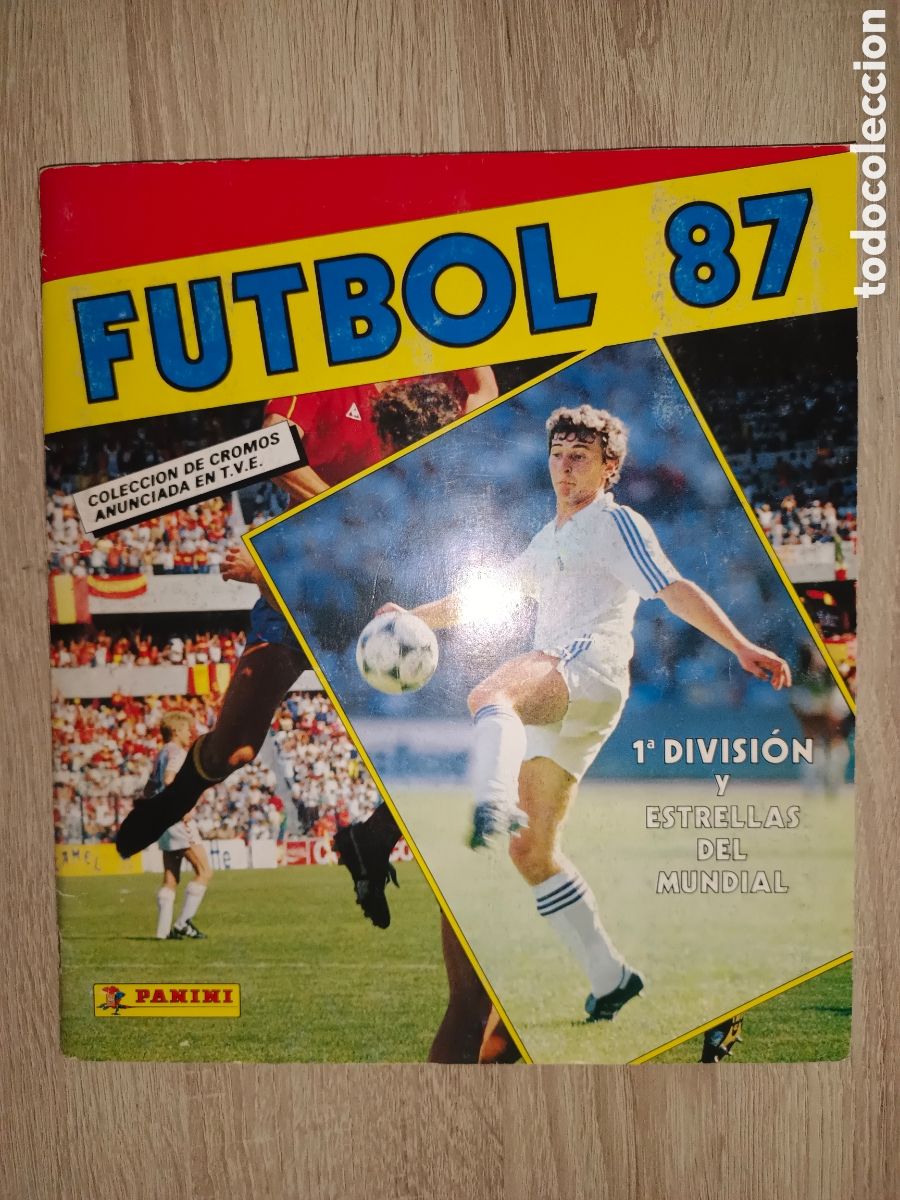 todocoleccion
FUTBOL 87
COLECCION DE CROMOS
ANUNCIADA EN T.V.E.
1ª DIVISIÓN
Y
ESTRELLAS
DEL
MUNDIAL
PANINI